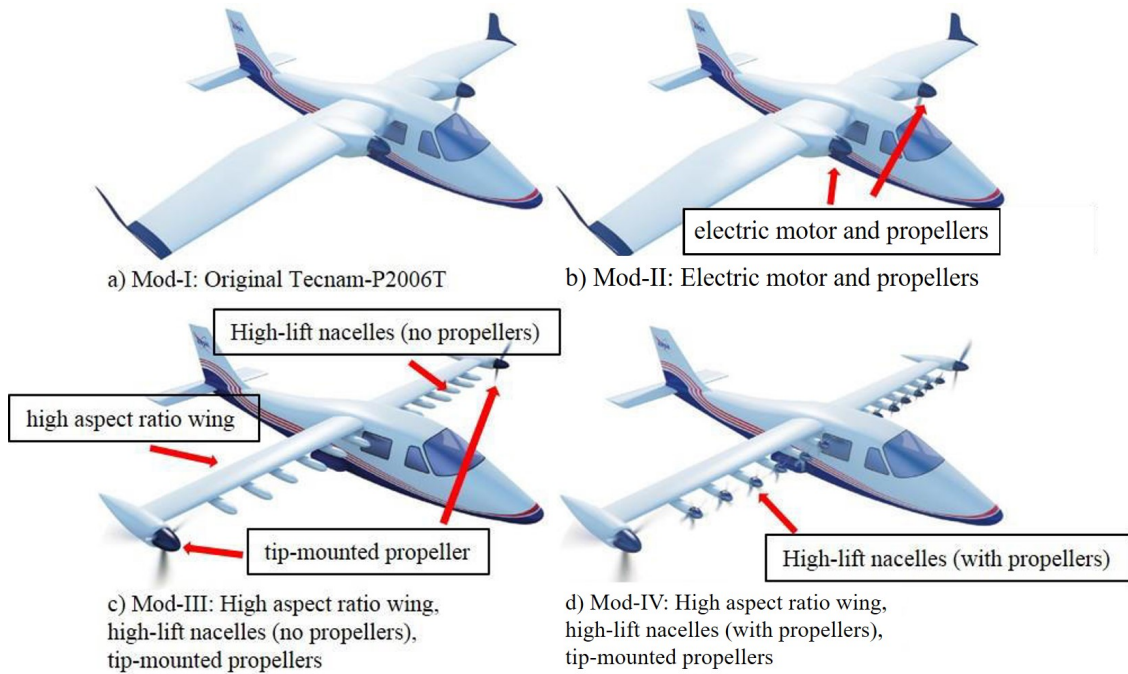 electric motor and propellers
a) Mod-I: Original Tecnam-P2006T
b) Mod-II: Electric motor and propellers
High-lift nacelles (no propellers)
high aspect ratio wing
tip-mounted propeller
High-lift nacelles (with propellers)
c) Mod-III: High aspect ratio wing,
high-lift nacelles (no propellers),
tip-mounted propellers
d) Mod-IV: High aspect ratio wing,
high-lift nacelles (with propellers),
tip-mounted propellers